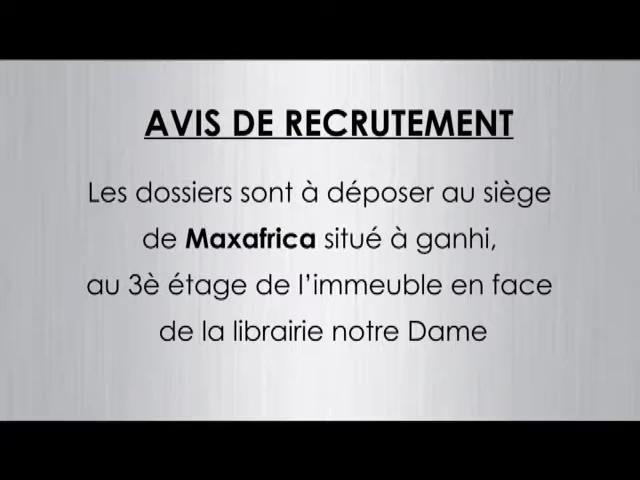 AVIS DE RECRUTEMENT
Les dossiers sont à déposer au siège
de Maxafrica situé à ganhi,
au 3è étage de l'immeuble en face
de la librairie notre Dame